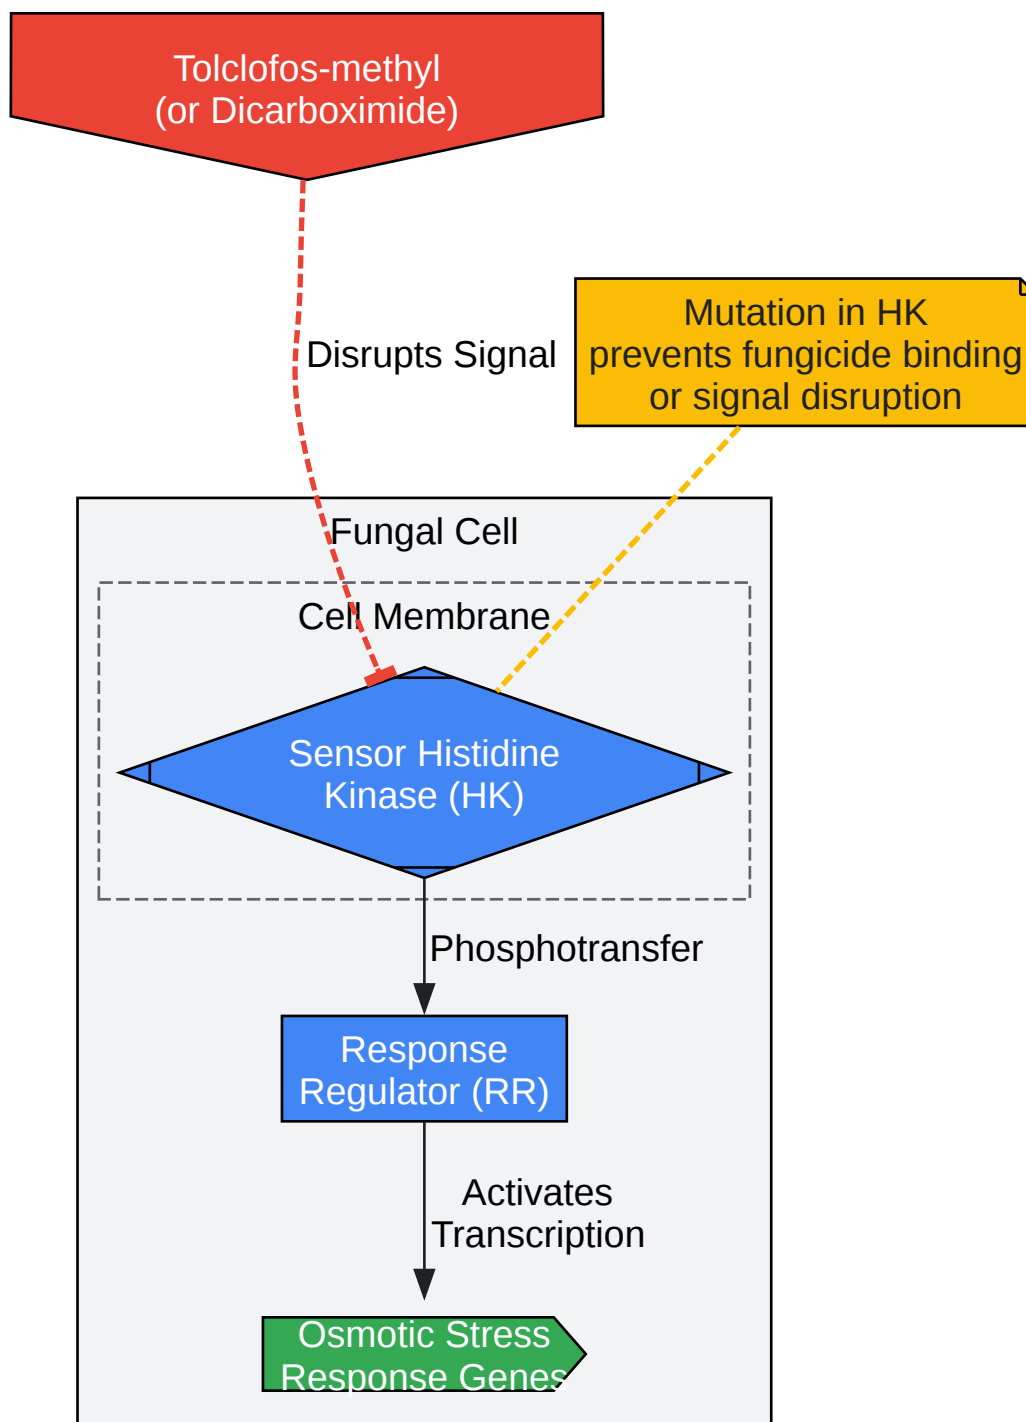 Tolclofos-methyl
(or Dicarboximide)
Disrupts Signal
Mutation in HK
prevents fungicide binding
or signal disruption
Fungal Cell
Cell Membrane
Sensor Histidine
Kinase (HK)
Phosphotransfer
Response
Regulator (RR)
Activates
Transcription
Osmotic Stress
Response Genes